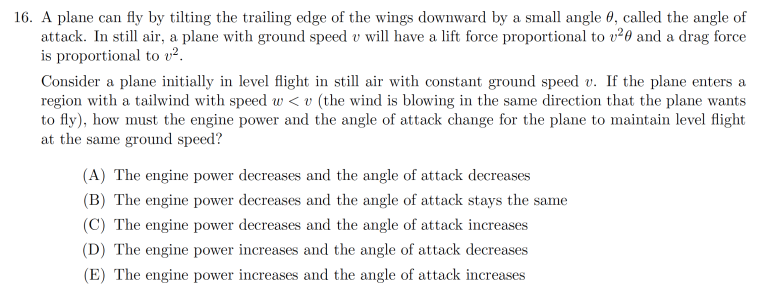 16. A plane can fly by tilting the trailing edge of the wings downward by a small angle θ, called the angle of
attack. In still air, a plane with ground speed v will have a lift force proportional to v²θ and a drag force
is proportional to v².
Consider a plane initially in level flight in still air with constant ground speed v. If the plane enters a
region with a tailwind with speed w < v (the wind is blowing in the same direction that the plane wants
to fly), how must the engine power and the angle of attack change for the plane to maintain level flight
at the same ground speed?
(A) The engine power decreases and the angle of attack decreases
(B) The engine power decreases and the angle of attack stays the same
(C) The engine power decreases and the angle of attack increases
(D) The engine power increases and the angle of attack decreases
(E) The engine power increases and the angle of attack increases